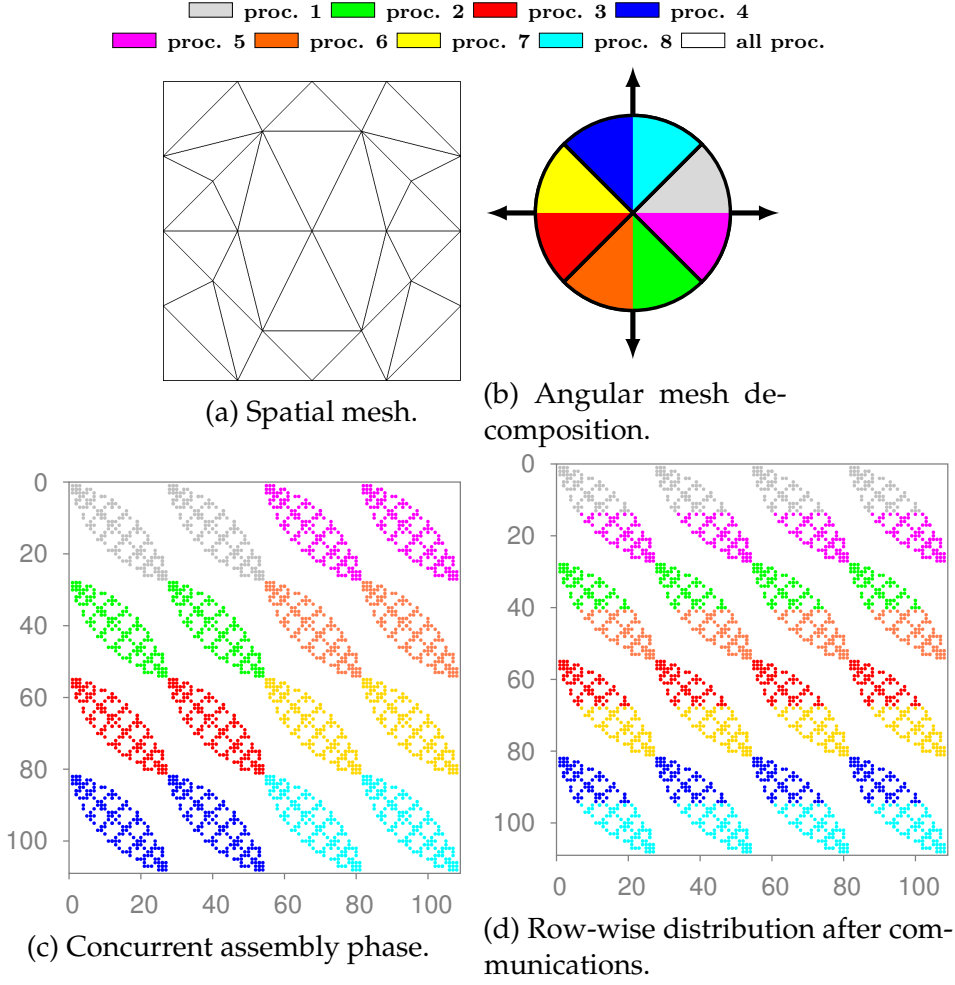 proc. 1 proc. 2 proc. 3 proc. 4
proc. 5 proc. 6 proc. 7 proc. 8 all proc.
(a) Spatial mesh.
(b) Angular mesh de-
composition.
0
20
40
60
80
100
0 20 40 60 80 100
(c) Concurrent assembly phase.
0
20
40
60
80
100
0 20 40 60 80 100
(d) Row-wise distribution after com-
munications.